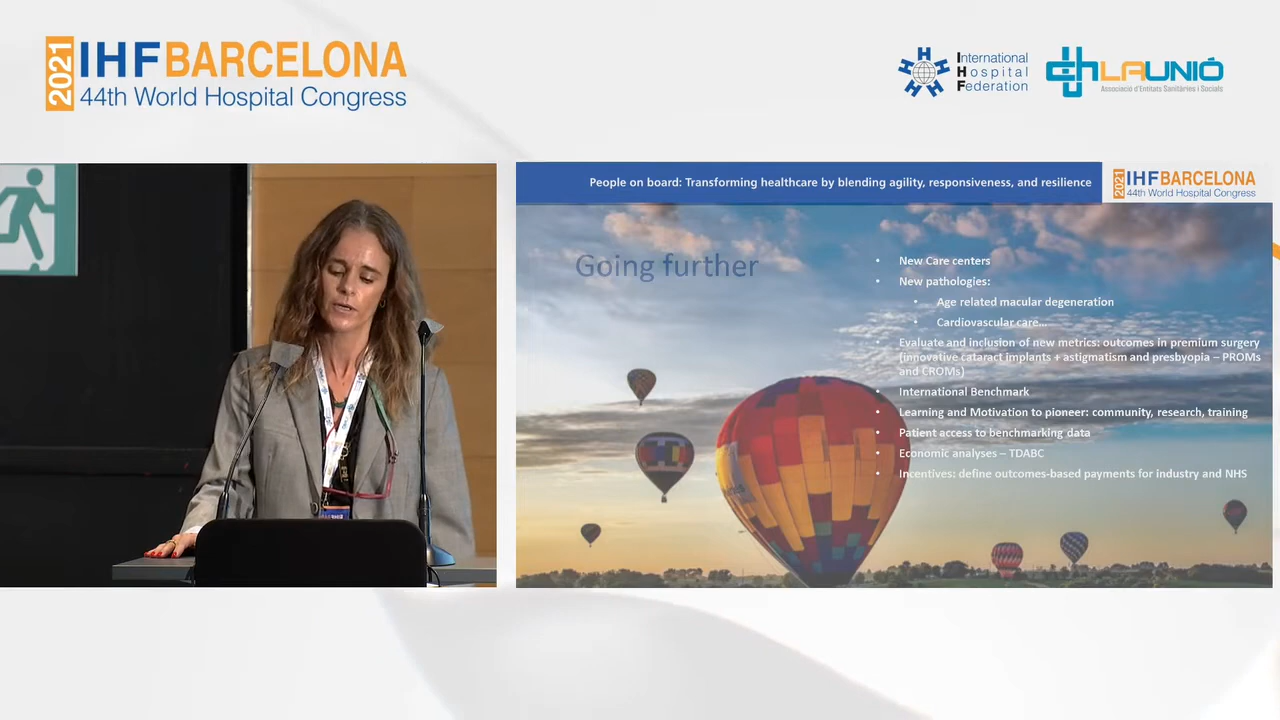 2021
IHF BARCELONA
44th World Hospital Congress
International
Hospital
Federation
LAUNIÓ
Associació d'Entitats Sanitàries i Socials
People on board: Transforming healthcare by blending agility, responsiveness, and resilience
2021
IHF BARCELONA
44th World Hospital Congress
Going further
• New Care centers
• New pathologies:
• Age related macular degeneration
• Cardiovascular care...
• Evaluate and inclusion of new metrics: outcomes in premium surgery
(innovative cataract implants + astigmatism and presbyopia – PROMs
and CROMs)
• International Benchmark
• Learning and Motivation to pioneer: community, research, training
• Patient access to benchmarking data
• Economic analyses – TDABC
• Incentives: define outcomes-based payments for industry and NHS